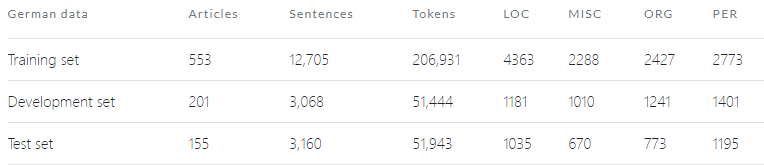 German data Articles Sentences Tokens LOC MISC ORG PER
Training set 553 12,705 206,931 4363 2288 2427 2773
Development set 201 3,068 51,444 1181 1010 1241 1401
Test set 155 3,160 51,943 1035 670 773 1195